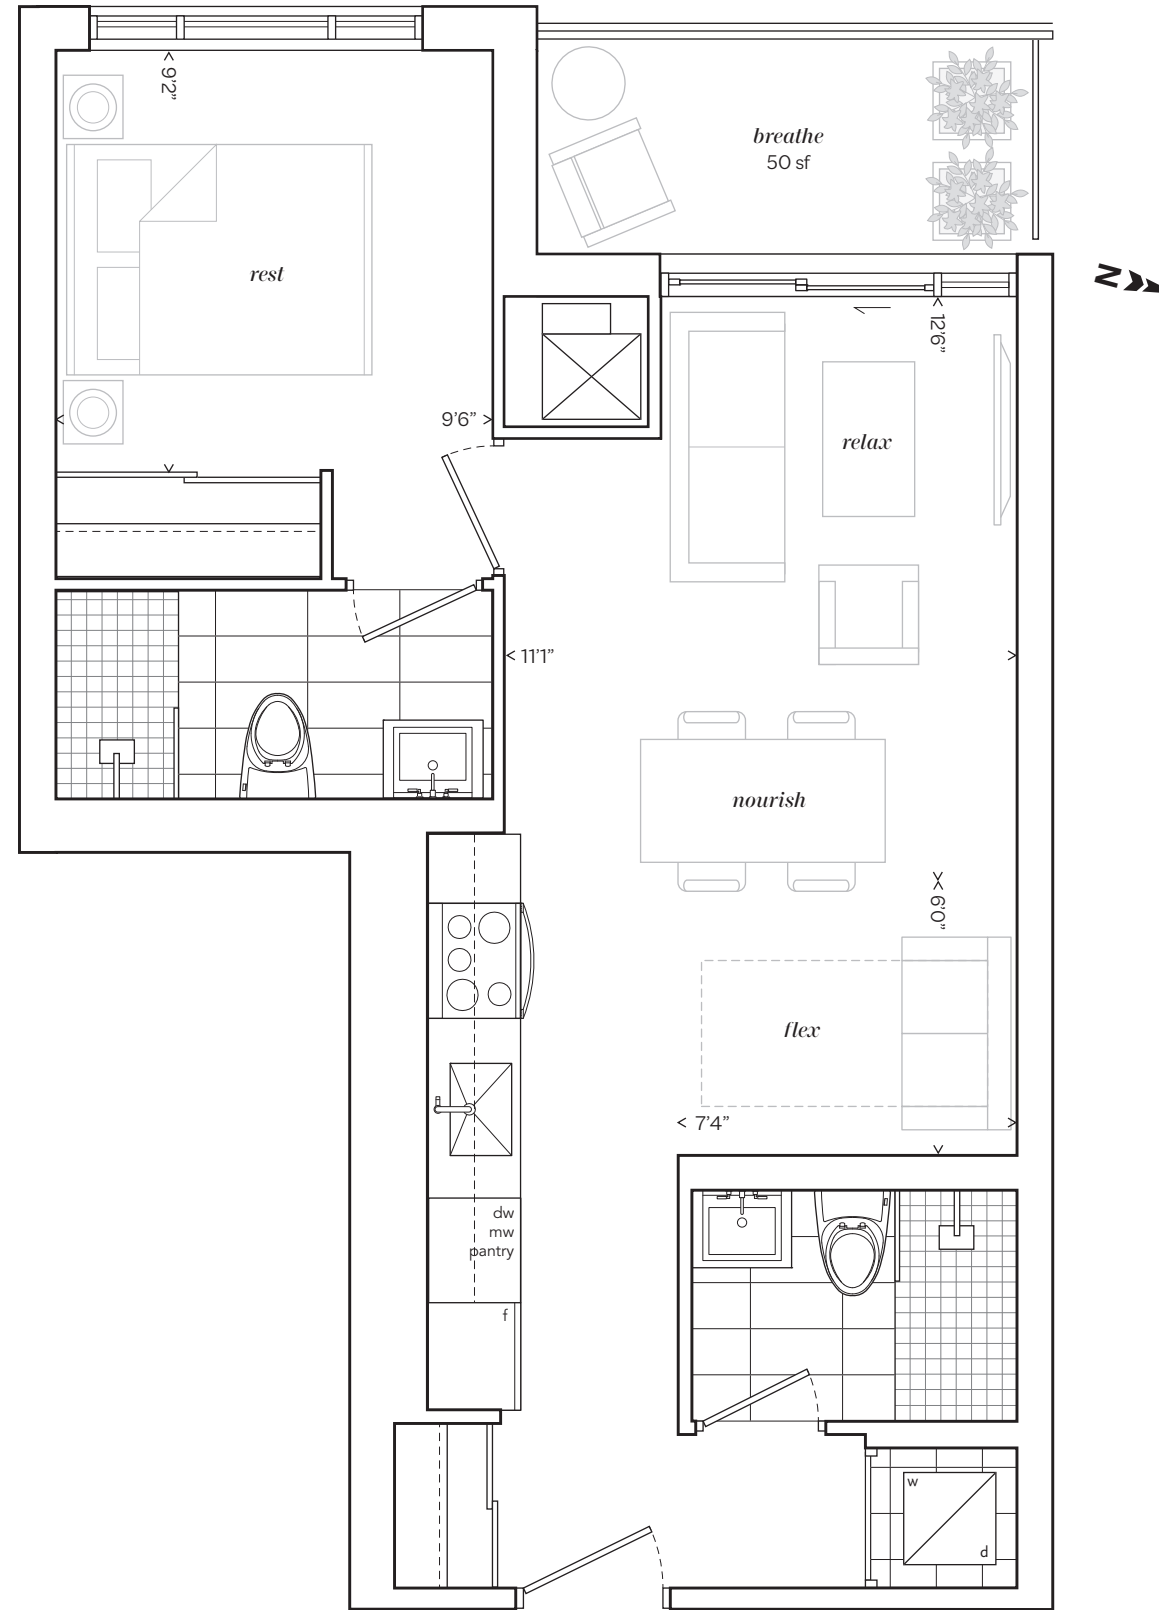 9'2"
breathe
50 sf
rest
N
12'6"
9'6"
relax
11'1"
nourish
6'0"
flex
7'4"
dw
mw
pantry
f
w
d